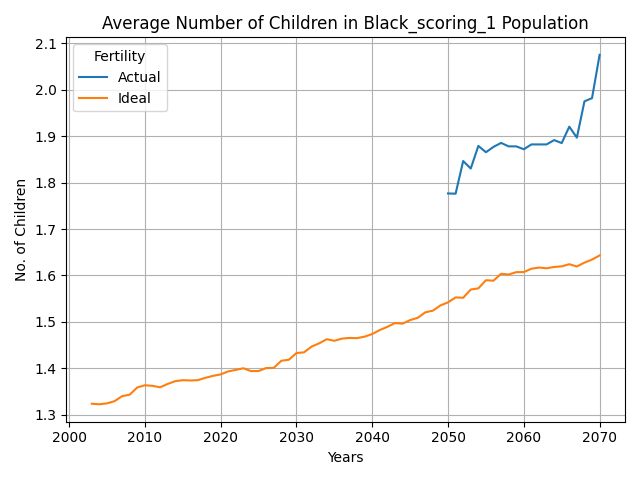 Average Number of Children in Black_scoring_1 Population
Fertility
Actual
Ideal
No. of Children
2.1
2.0
1.9
1.8
1.7
1.6
1.5
1.4
1.3
2000 2010 2020 2030 2040 2050 2060 2070
Years